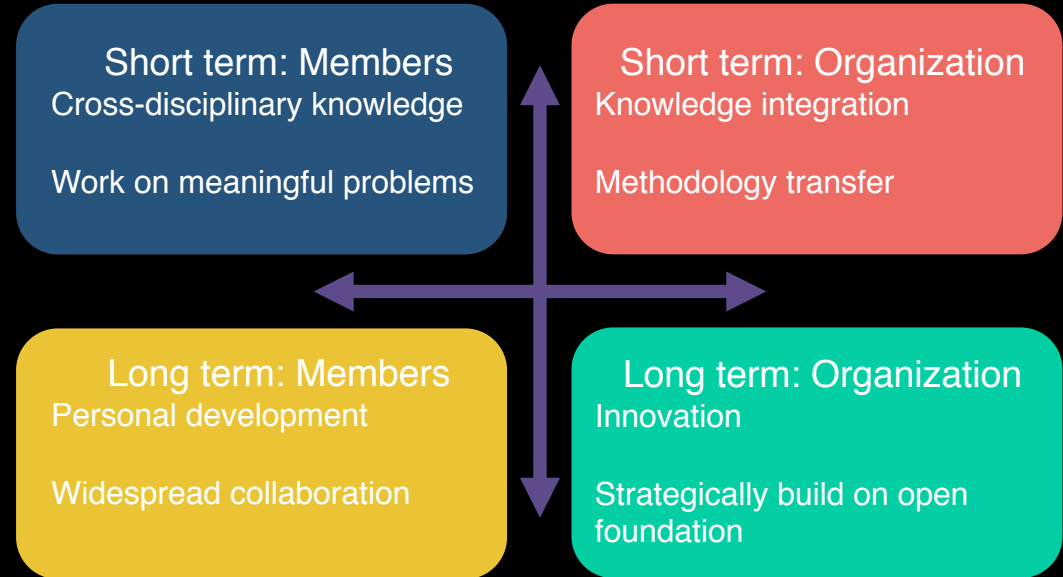 Short term: Members
Cross-disciplinary knowledge
Work on meaningful problems
Short term: Organization
Knowledge integration
Methodology transfer
Long term: Members
Personal development
Widespread collaboration
Long term: Organization
Innovation
Strategically build on open
foundation